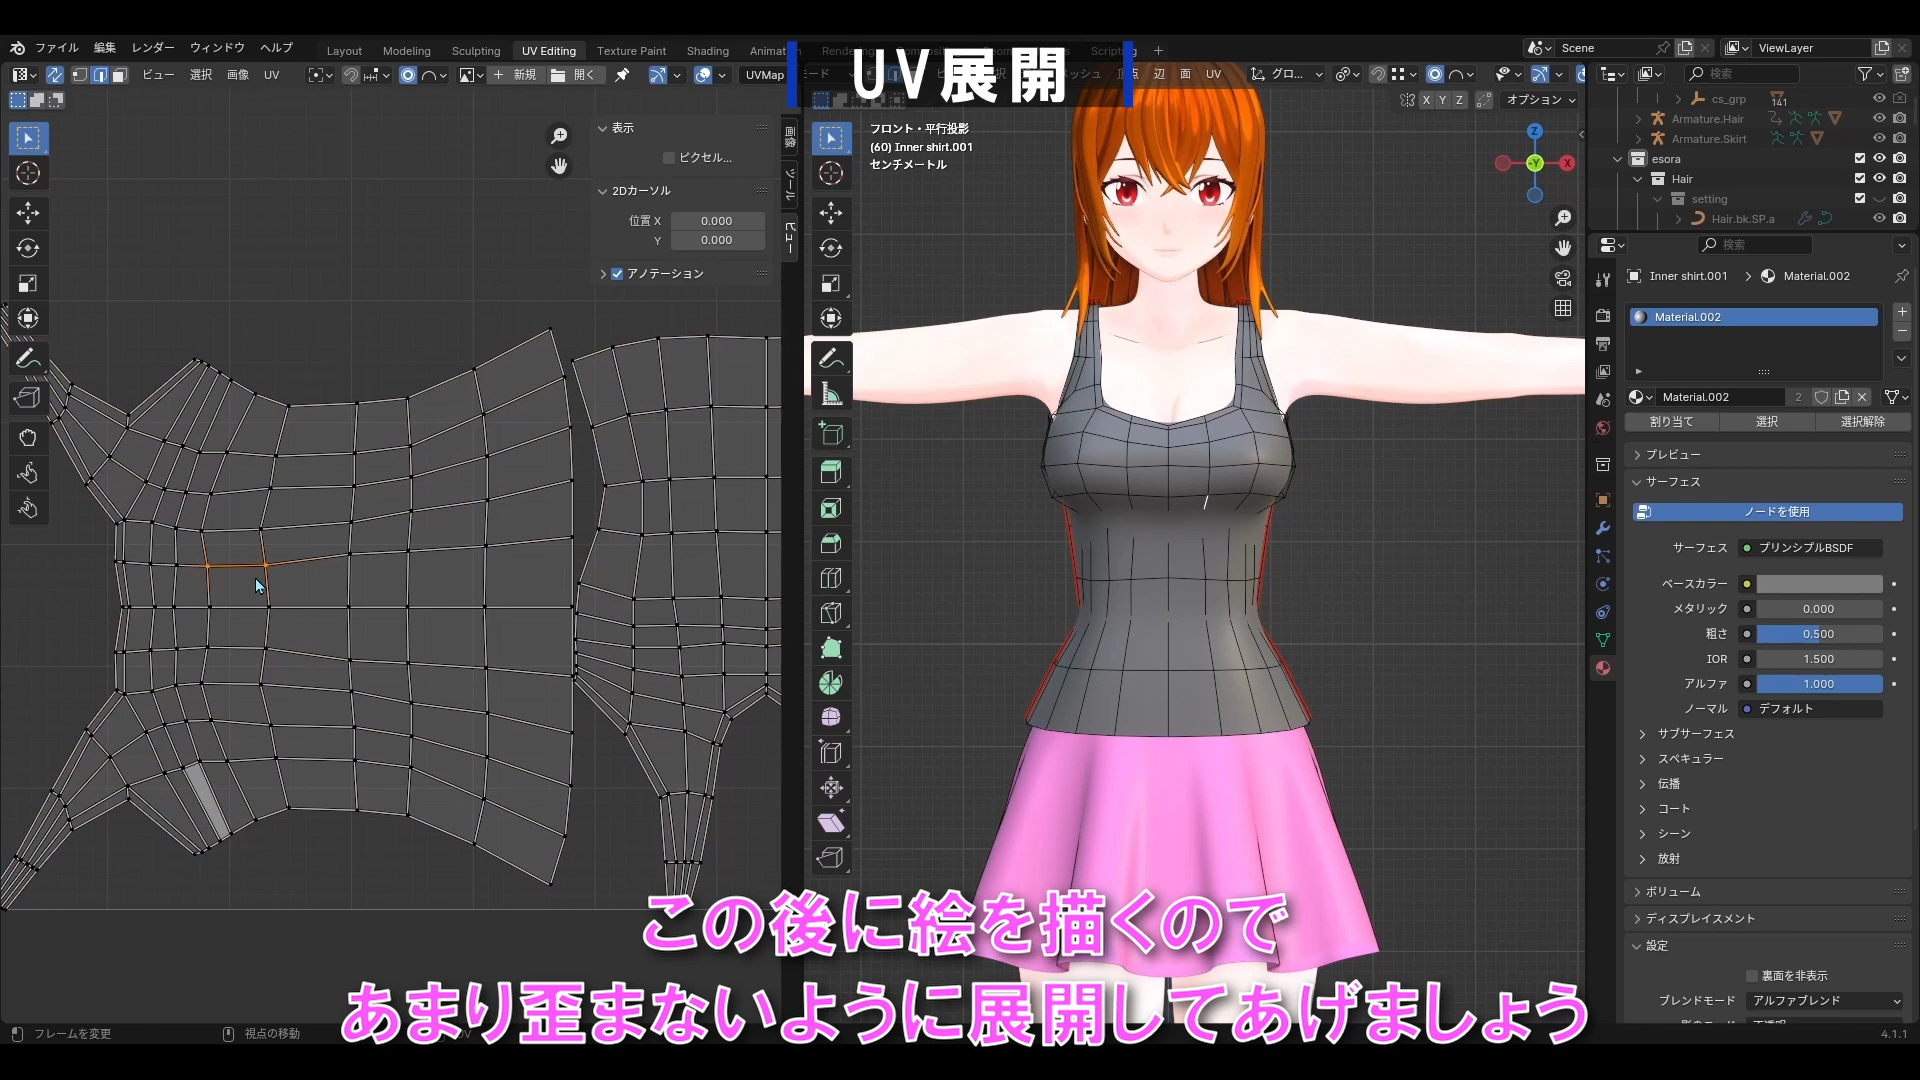 ファイル 編集 レンダー ウィンドウ ヘルプ
Layout Modeling Sculpting UV Editing Texture Paint Shading
Scene
ViewLayer
ビュー 選択 画像 UV
新規 開く
UVMap
UV展開
辺 面 UV
グロ...
検索
オプション
X Y Z
表示
ピクセル...
2Dカーソル
位置 X 0.000
Y 0.000
アノテーション
画像
ツール
ビュー
フロント・平行投影
(60) Inner shirt.001
センチメートル
Z
-Y
X
cs_grp
141
Armature.Hair
Armature.Skirt
esora
Hair
setting
Hair.bk.SP.a
検索
Inner shirt.001 Material.002
Material.002
Material.002 2
割り当て 選択 選択解除
プレビュー
サーフェス
ノードを使用
サーフェス プリンシプルBSDF
ベースカラー
メタリック 0.000
粗さ 0.500
IOR 1.500
アルファ 1.000
ノーマル デフォルト
サブサーフェス
スペキュラー
伝播
コート
シーン
放射
ボリューム
ディスプレイスメント
設定
裏面を非表示
ブレンドモード アルファブレンド
この後に絵を描くので
あまり歪まないように展開してあげましょう
フレームを変更
視点の移動
4.1.1